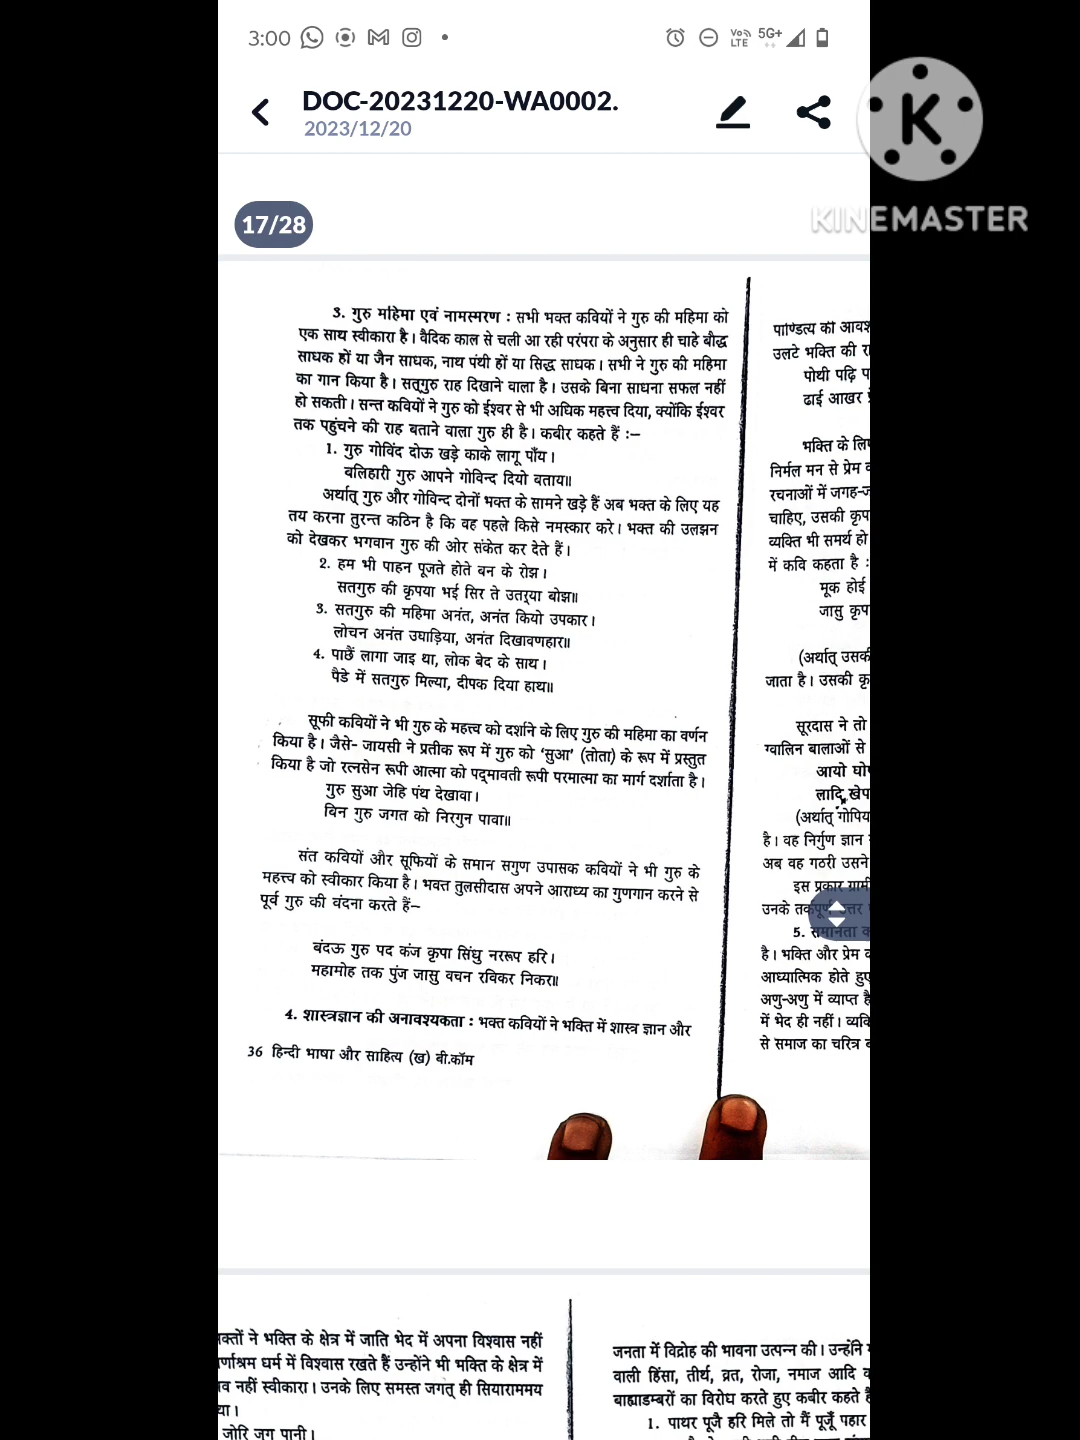 3:00
VoLTE 5G+
DOC-20231220-WA0002.
2023/12/20
KINEMASTER
17/28
3. गुरु महिमा एवं नामस्मरण : सभी भक्त कवियों ने गुरु की महिमा को
एक साथ स्वीकारा है। वैदिक काल से चली आ रही परंपरा के अनुसार ही चाहे बौद्ध
साधक हों या जैन साधक, नाथ पंथी हों या सिद्ध साधक। सभी ने गुरु की महिमा
का गान किया है। सत्‌गुरु राह दिखाने वाला है। उसके बिना साधना सफल नहीं
हो सकती। सन्त कवियों ने गुरु को ईश्वर से भी अधिक महत्त्व दिया, क्योंकि ईश्वर
तक पहुंचने की राह बताने वाला गुरु ही है। कबीर कहते हैं :–
1. गुरु गोविंद दोऊ खड़े काके लागू पाँय।
बलिहारी गुरु आपने गोविन्द दियो बताय॥
अर्थात् गुरु और गोविन्द दोनों भक्त के सामने खड़े हैं अब भक्त के लिए यह
तय करना तुरन्त कठिन है कि वह पहले किसे नमस्कार करे। भक्त की उलझन
को देखकर भगवान गुरु की ओर संकेत कर देते हैं।
2. हम भी पाहन पूजते होते बन के रोझ।
सतगुरु की कृपया भई सिर ते उतर्‌या बोझ॥
3. सतगुरु की महिमा अनंत, अनंत कियो उपकार।
लोचन अनंत उघाड़िया, अनंत दिखावणहार॥
4. पाछैं लागा जाइ था, लोक बेद के साथ।
पैडे में सतगुरु मिल्या, दीपक दिया हाथ॥
सूफी कवियों ने भी गुरु के महत्त्व को दर्शाने के लिए गुरु की महिमा का वर्णन
किया है। जैसे- जायसी ने प्रतीक रूप में गुरु को ‘सुआ’ (तोता) के रूप में प्रस्तुत
किया है जो रत्नसेन रूपी आत्मा को पद्‌मावती रूपी परमात्मा का मार्ग दर्शाता है।
गुरु सुआ जेहि पंथ देखावा।
बिन गुरु जगत को निरगुन पावा॥
संत कवियों और सूफियों के समान सगुण उपासक कवियों ने भी गुरु के
महत्त्व को स्वीकार किया है। भक्त तुलसीदास अपने आराध्य का गुणगान करने से
पूर्व गुरु की वंदना करते हैं–
बंदऊ गुरु पद कंज कृपा सिंधु नररूप हरि।
महामोह तक पुंज जासु वचन रविकर निकर॥
4. शास्त्रज्ञान की अनावश्यकता : भक्त कवियों ने भक्ति में शास्त्र ज्ञान और
36 हिन्दी भाषा और साहित्य (ख) बी.कॉम
पाण्डित्य की
उलटे भक्ति की
पोथी पढ़ि
ढाई आखर
भक्ति के
निर्मल मन से प्रेम
रचनाओं में
चाहिए, उसकी
व्यक्ति भी समर्थ हो
में कवि कहता है :
मूक होई
जासु
(अर्थात्
जाता है। उसकी
सूरदास ने तो
ग्वालिन बालाओं से
आयो
लादि खेप
(अर्थात् गोपिय
है। वह निर्गुण ज्ञान
अब वह गठरी उसने
इस प्रकार
उनके
5. समानता
है। भक्ति और प्रेम
आध्यात्मिक होते हुए
अणु-अणु में व्याप्त है
में भेद ही नहीं।
से समाज का चरित्र
क्तों ने भक्ति के क्षेत्र में जाति भेद में अपना विश्वास नहीं
र्णाश्रम धर्म में विश्वास रखते हैं उन्होंने भी भक्ति के क्षेत्र में
नहीं स्वीकारा। उनके लिए समस्त जगत् ही सियाराममय
या।
जोरि जुग पानी।
जनता में विद्रोह की भावना उत्पन्न की। उन्होंने
वाली हिंसा, तीर्थ, व्रत, रोजा, नमाज आदि
बाह्याडम्बरों का विरोध करते हुए कबीर कहते
1. पाथर पूजै हरि मिले तो मैं पूजूँ पहार